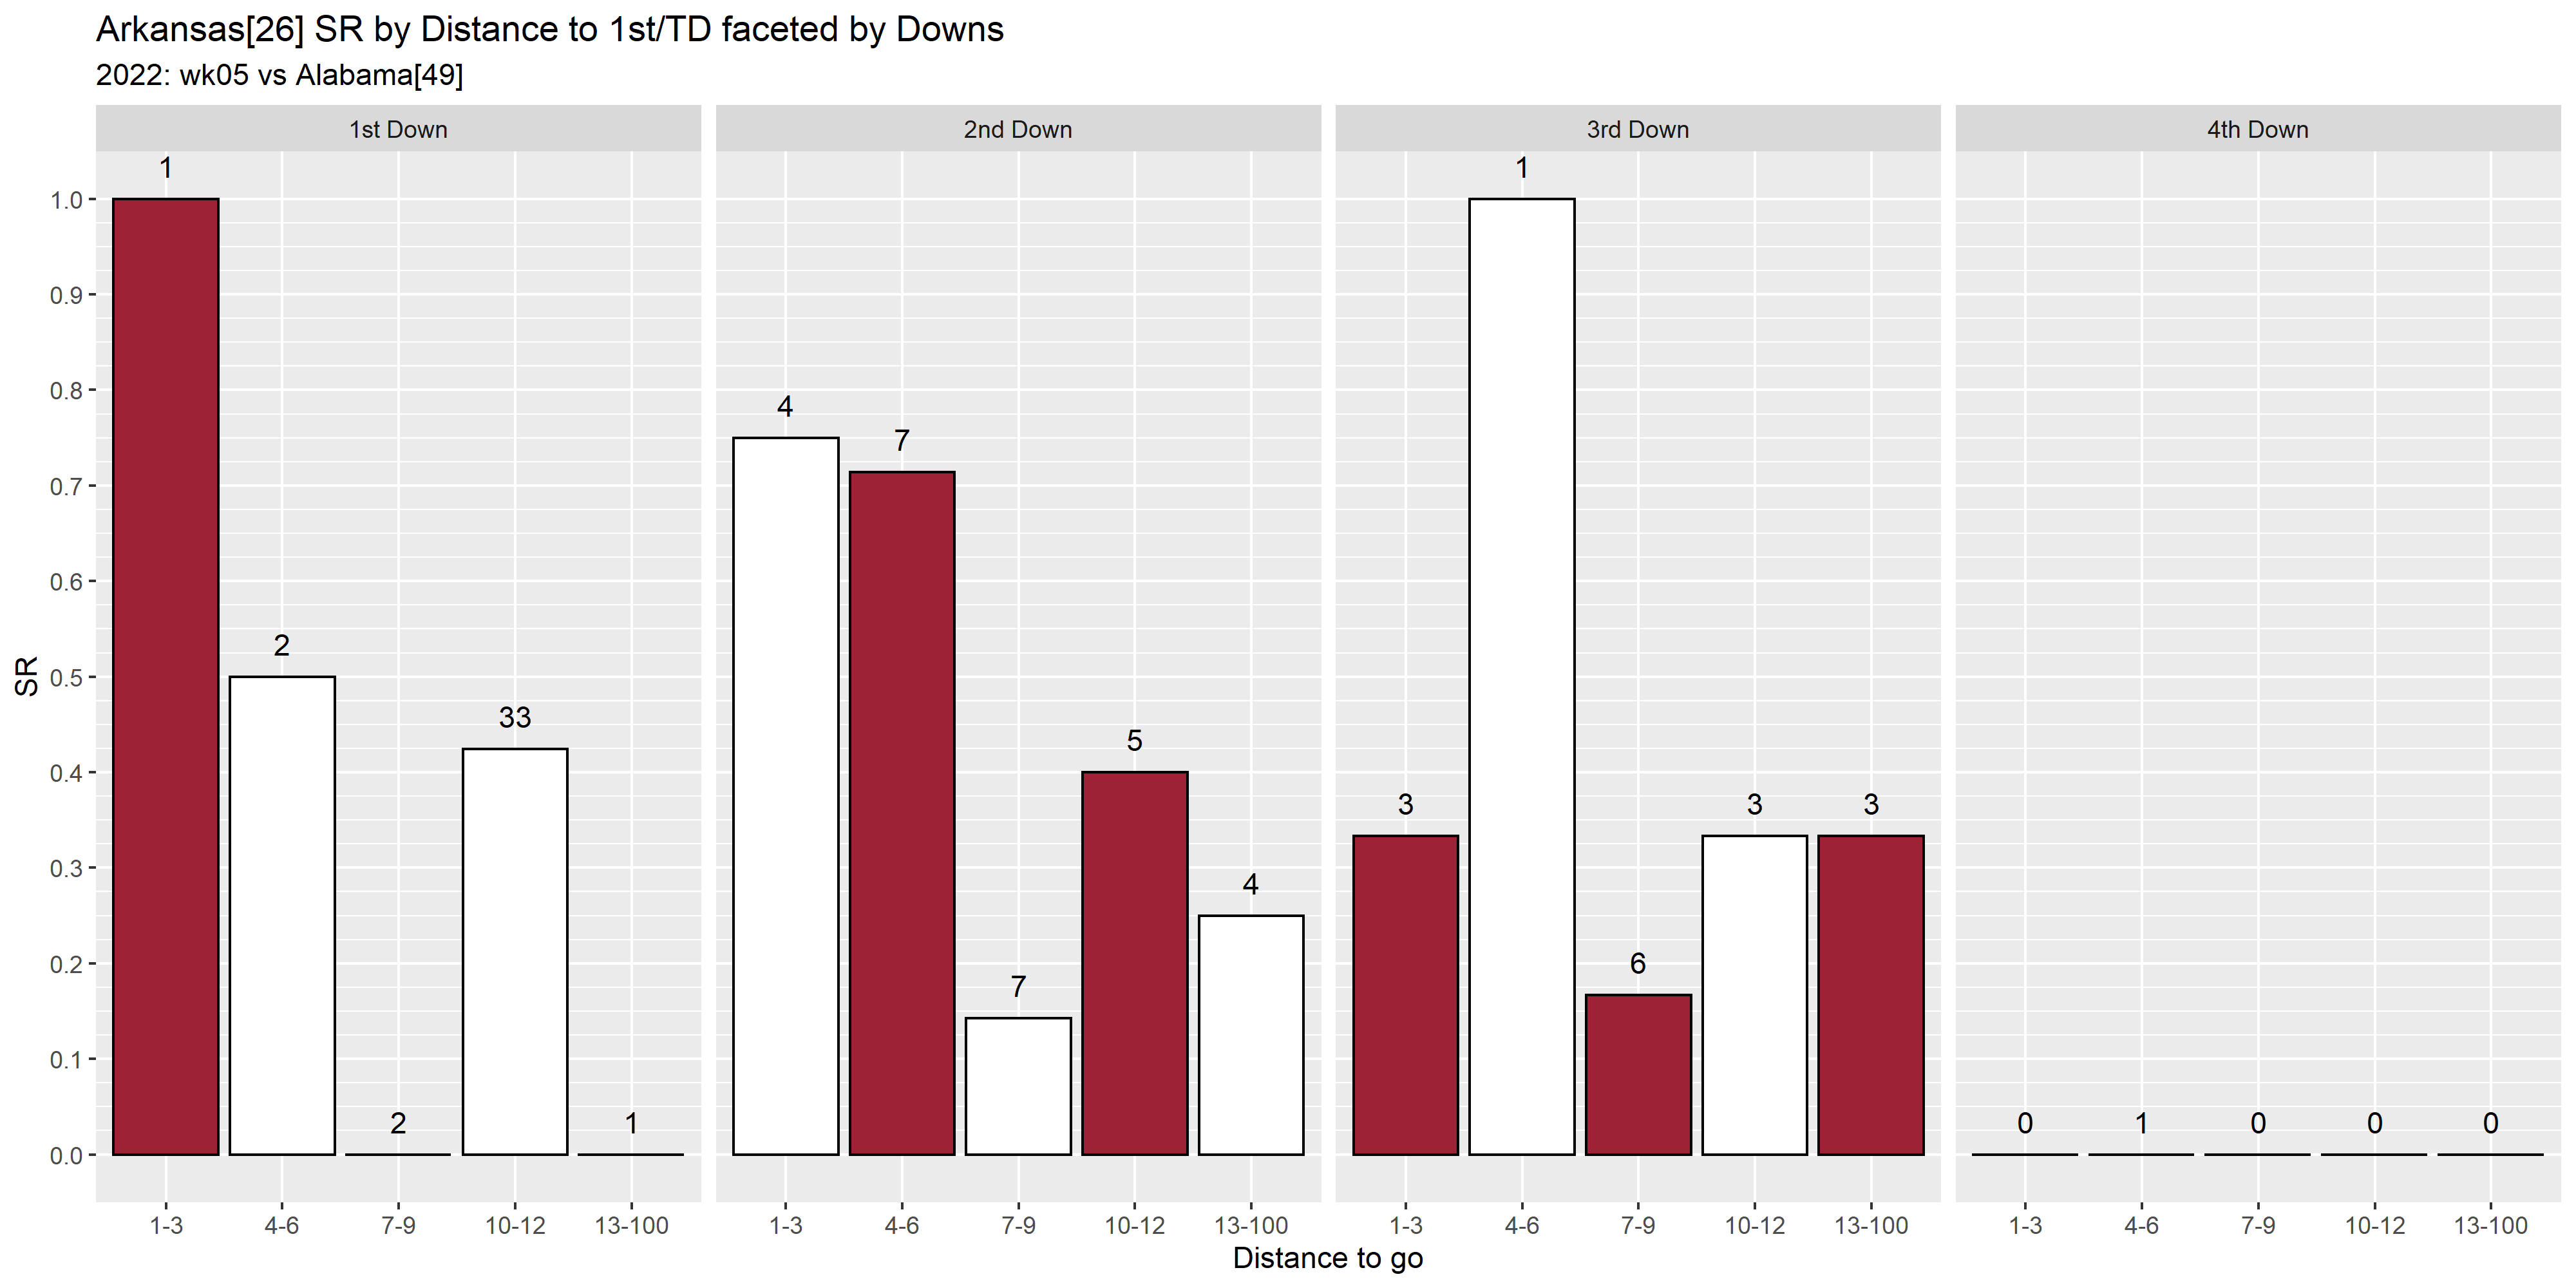 Arkansas[26] SR by Distance to 1st/TD faceted by Downs
2022: wk05 vs Alabama[49]
1st Down
2nd Down
3rd Down
4th Down
SR
1.0
0.9
0.8
0.7
0.6
0.5
0.4
0.3
0.2
0.1
0.0
1
2
2
33
1
4
7
7
5
4
3
1
6
3
3
0
1
0
0
0
1-3 4-6 7-9 10-12 13-100
1-3 4-6 7-9 10-12 13-100
1-3 4-6 7-9 10-12 13-100
1-3 4-6 7-9 10-12 13-100
Distance to go